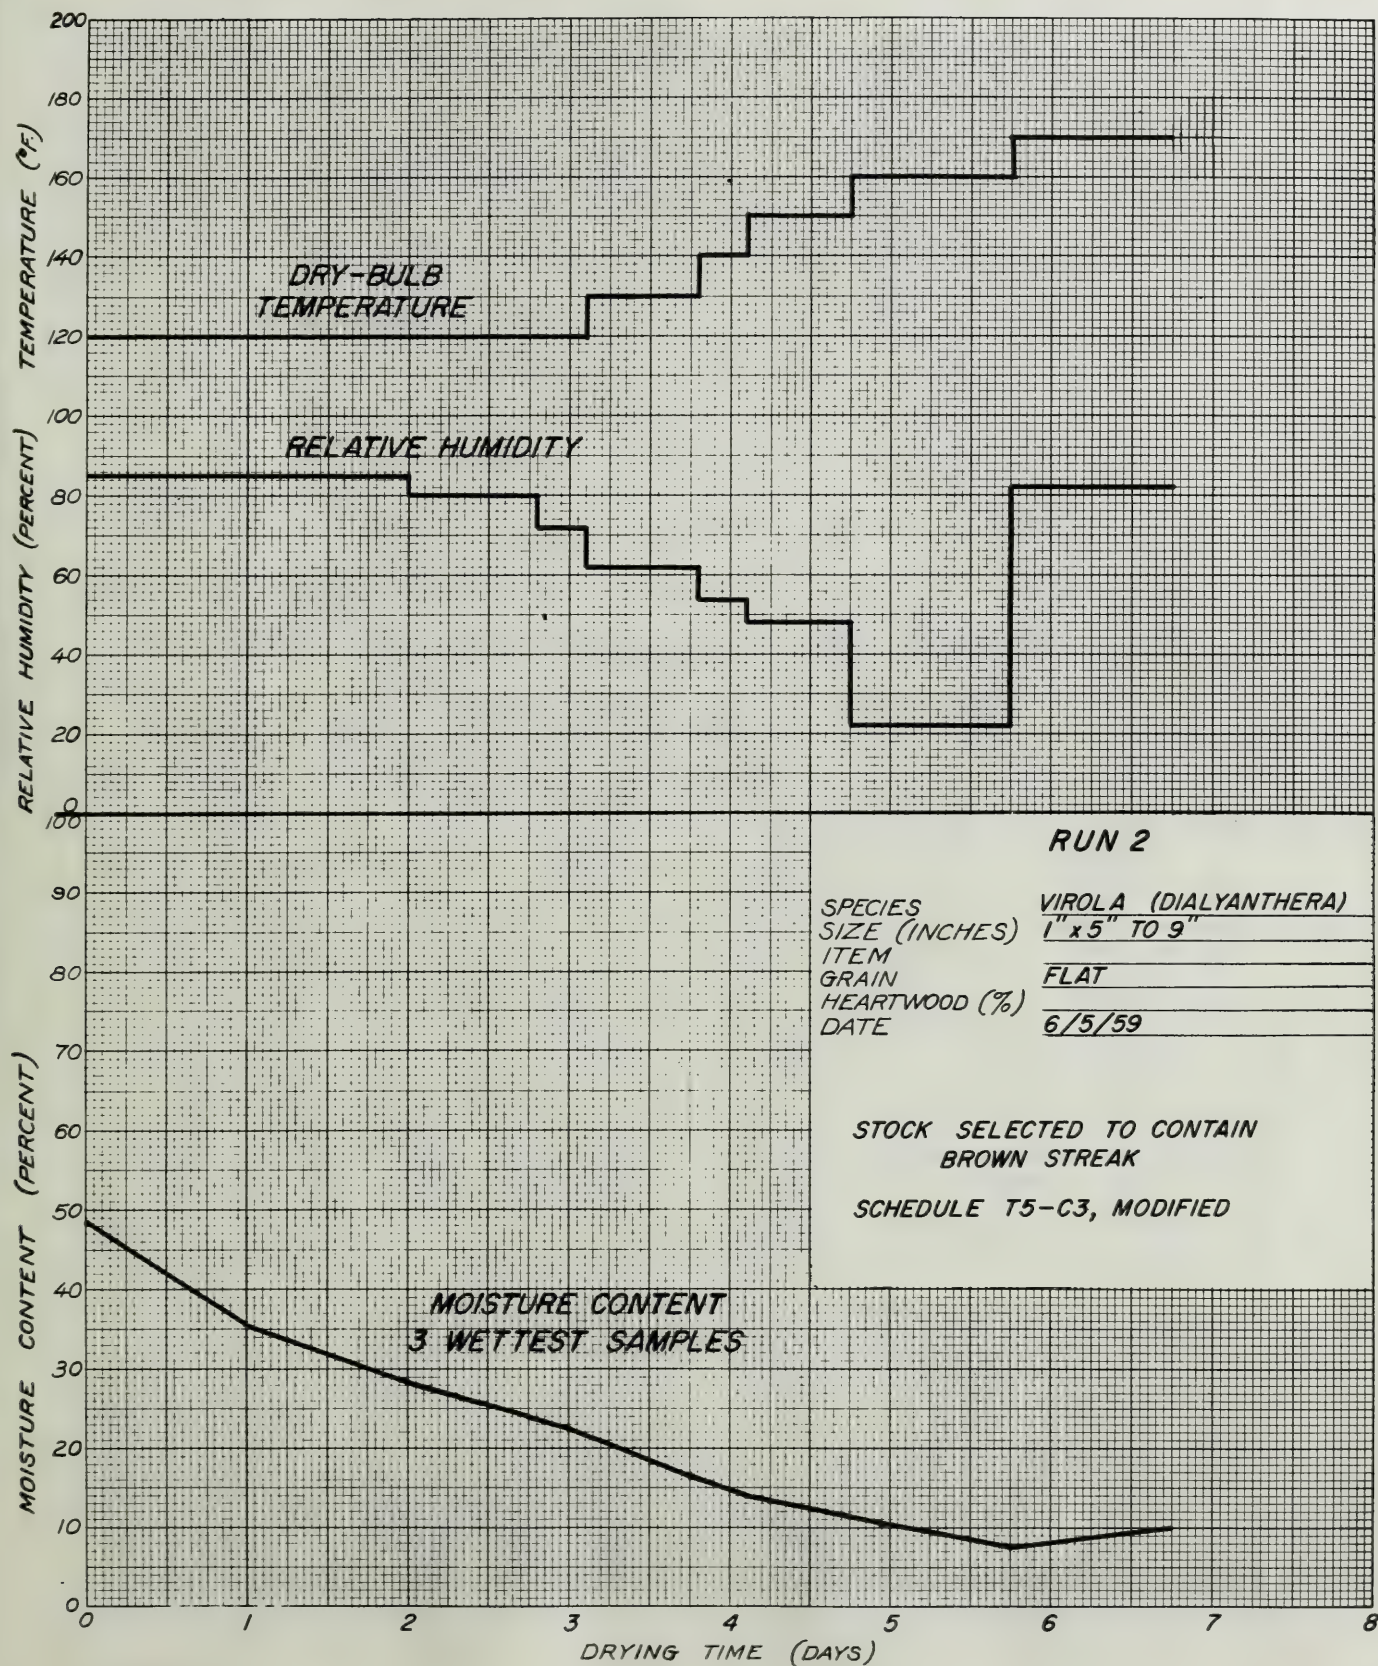 200
180
160
140
120
100
80
60
40
20
0
TEMPERATURE (°F.)
RELATIVE HUMIDITY (PERCENT)
DRY-BULB
TEMPERATURE
RELATIVE HUMIDITY
100
90
80
70
60
50
40
30
20
10
0
MOISTURE CONTENT (PERCENT)
RUN 2
SPECIES VIROLA (DIALYANTHERA)
SIZE (INCHES) 1" x 5" TO 9"
ITEM
GRAIN FLAT
HEARTWOOD (%)
DATE 6/5/59
STOCK SELECTED TO CONTAIN
BROWN STREAK
SCHEDULE T5-C3, MODIFIED
MOISTURE CONTENT
3 WETTEST SAMPLES
0 1 2 3 4 5 6 7 8
DRYING TIME (DAYS)